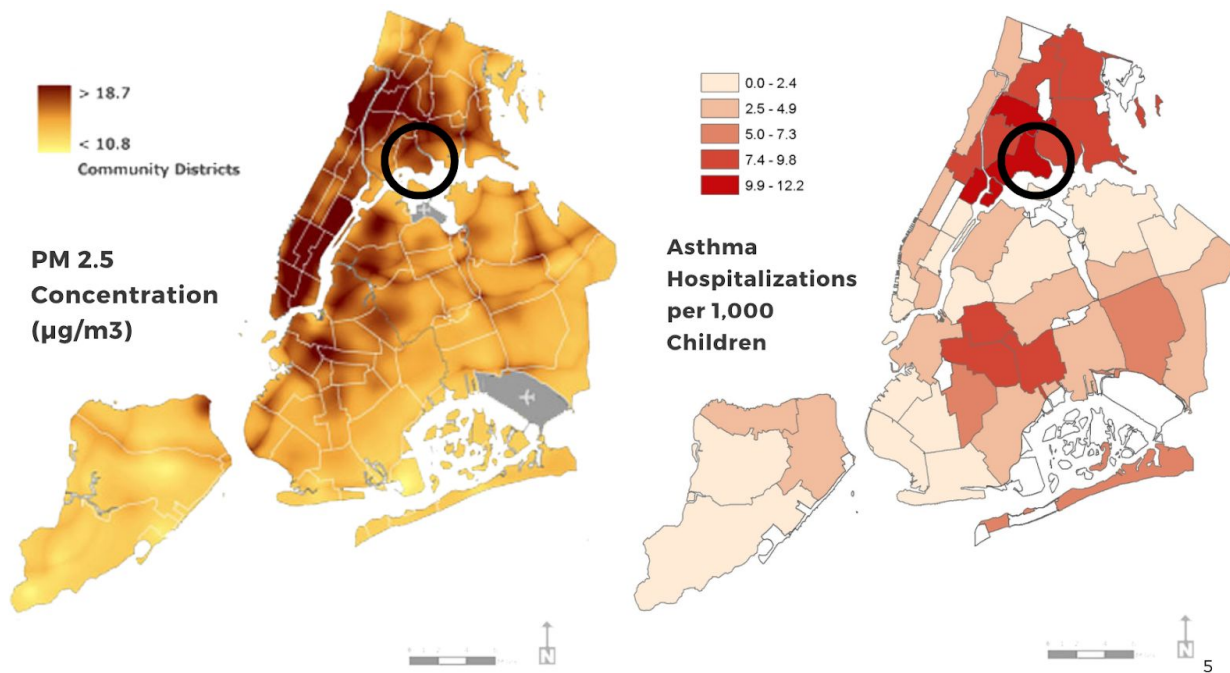 > 18.7
< 10.8
Community Districts
PM 2.5
Concentration
(µg/m3)
N
0.0 - 2.4
2.5 - 4.9
5.0 - 7.3
7.4 - 9.8
9.9 - 12.2
Asthma
Hospitalizations
per 1,000
Children
N
5